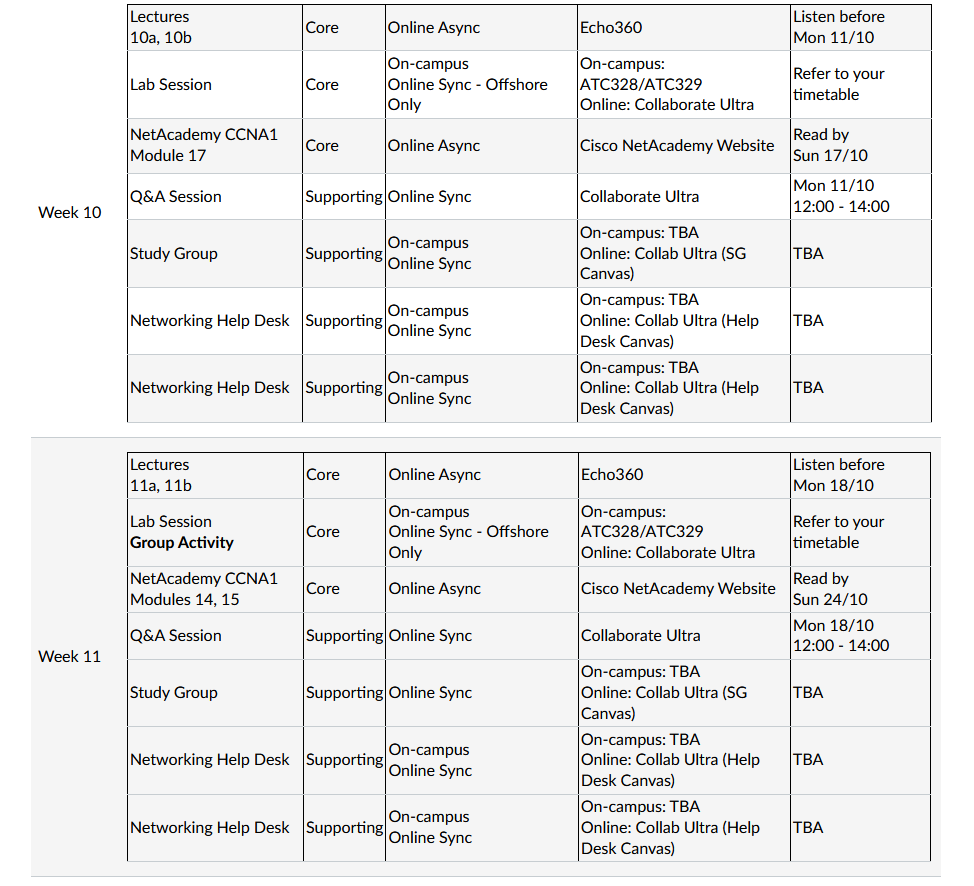 Lectures
10a, 10b
Core
Online Async
Echo360
Listen before
Mon 11/10
Lab Session
Core
On-campus
Online Sync - Offshore
Only
On-campus:
ATC328/ATC329
Online: Collaborate Ultra
Refer to your
timetable
NetAcademy CCNA1
Module 17
Core
Online Async
Cisco NetAcademy Website
Read by
Sun 17/10
Week 10
Q&A Session
Supporting
Online Sync
Collaborate Ultra
Mon 11/10
12:00 - 14:00
Study Group
Supporting
On-campus
Online Sync
On-campus: TBA
Online: Collab Ultra (SG
Canvas)
TBA
Networking Help Desk
Supporting
On-campus
Online Sync
On-campus: TBA
Online: Collab Ultra (Help
Desk Canvas)
TBA
Networking Help Desk
Supporting
On-campus
Online Sync
On-campus: TBA
Online: Collab Ultra (Help
Desk Canvas)
TBA
Lectures
11a, 11b
Core
Online Async
Echo360
Listen before
Mon 18/10
Lab Session
Group Activity
Core
On-campus
Online Sync - Offshore
Only
On-campus:
ATC328/ATC329
Online: Collaborate Ultra
Refer to your
timetable
NetAcademy CCNA1
Modules 14, 15
Core
Online Async
Cisco NetAcademy Website
Read by
Sun 24/10
Week 11
Q&A Session
Supporting
Online Sync
Collaborate Ultra
Mon 18/10
12:00 - 14:00
Study Group
Supporting
Online Sync
On-campus: TBA
Online: Collab Ultra (SG
Canvas)
TBA
Networking Help Desk
Supporting
On-campus
Online Sync
On-campus: TBA
Online: Collab Ultra (Help
Desk Canvas)
TBA
Networking Help Desk
Supporting
On-campus
Online Sync
On-campus: TBA
Online: Collab Ultra (Help
Desk Canvas)
TBA